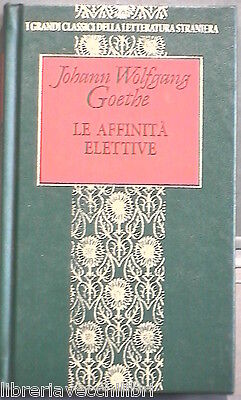 I GRANDI CLASSICI DELLA LETTERATURA STRANIERA
Johann Wolfgang
Goethe
LE AFFINITÀ
ELETTIVE
libreriavecchilibri